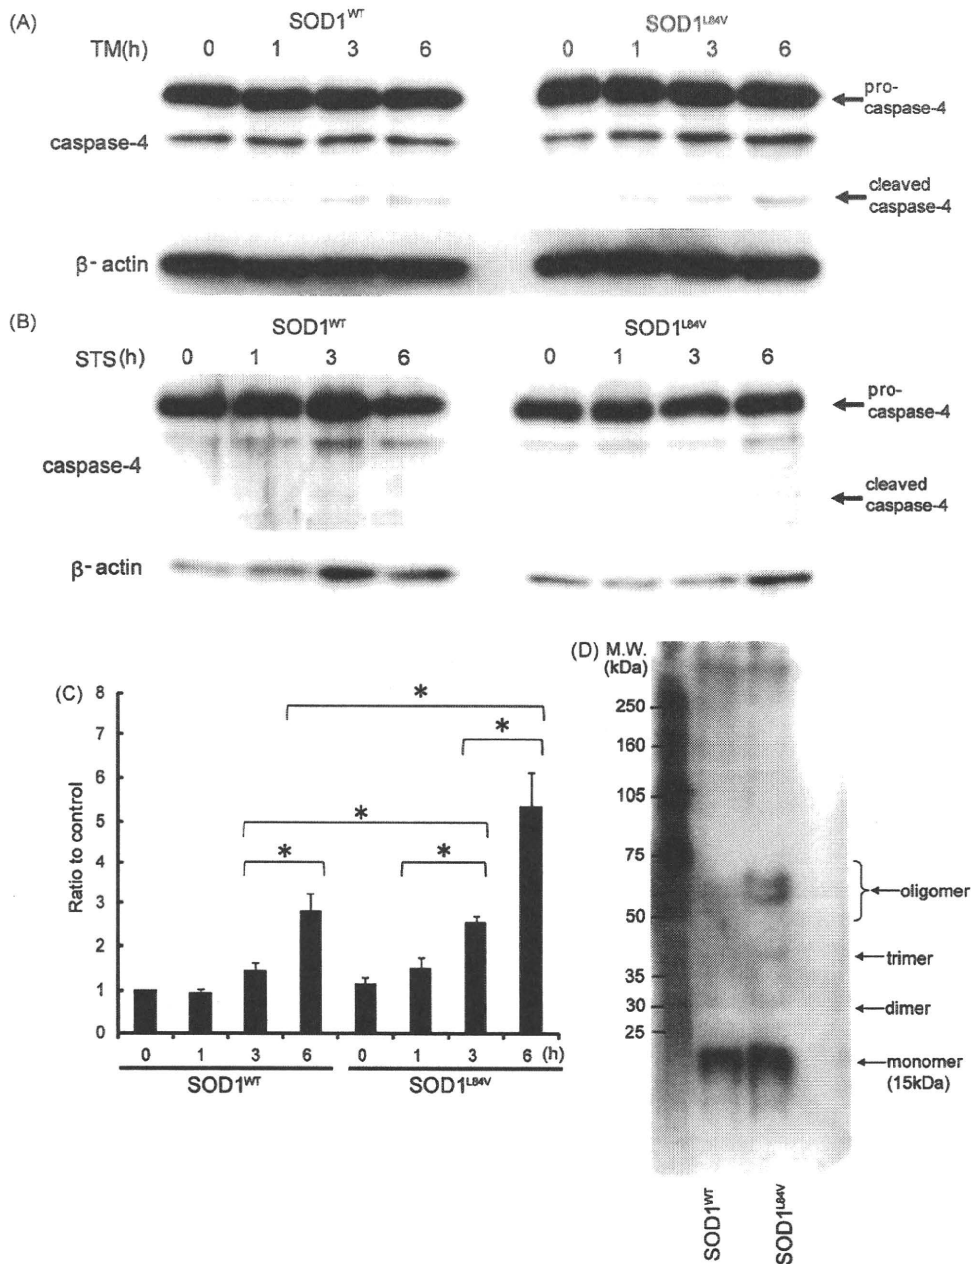 (A)
SOD1ᵂᵀ SOD1ᴸ⁸⁴ⱽ
TM(h) 0 1 3 6 0 1 3 6
pro-
caspase-4
caspase-4
cleaved
caspase-4
β- actin
(B)
SOD1ᵂᵀ SOD1ᴸ⁸⁴ⱽ
STS(h) 0 1 3 6 0 1 3 6
pro-
caspase-4
caspase-4
cleaved
caspase-4
β-actin
(C)
Ratio to control
8
7
6
5
4
3
2
1
0
* * * * *
0 1 3 6 0 1 3 6 (h)
SOD1ᵂᵀ SOD1ᴸ⁸⁴ⱽ
(D) M.W.
(kDa)
250
160
105
75
50
35
30
25
oligomer
trimer
dimer
monomer
(15kDa)
SOD1ᵂᵀ
SOD1ᴸ⁸⁴ⱽ